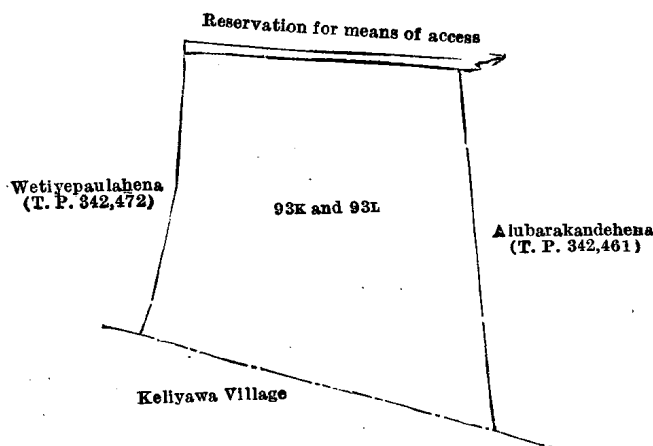 Reservation for means of access
Wetiyepaulahena
(T. P. 342,472)
93K and 93L
Alubarakandehena
(T. P. 342,461)
Keliyawa Village